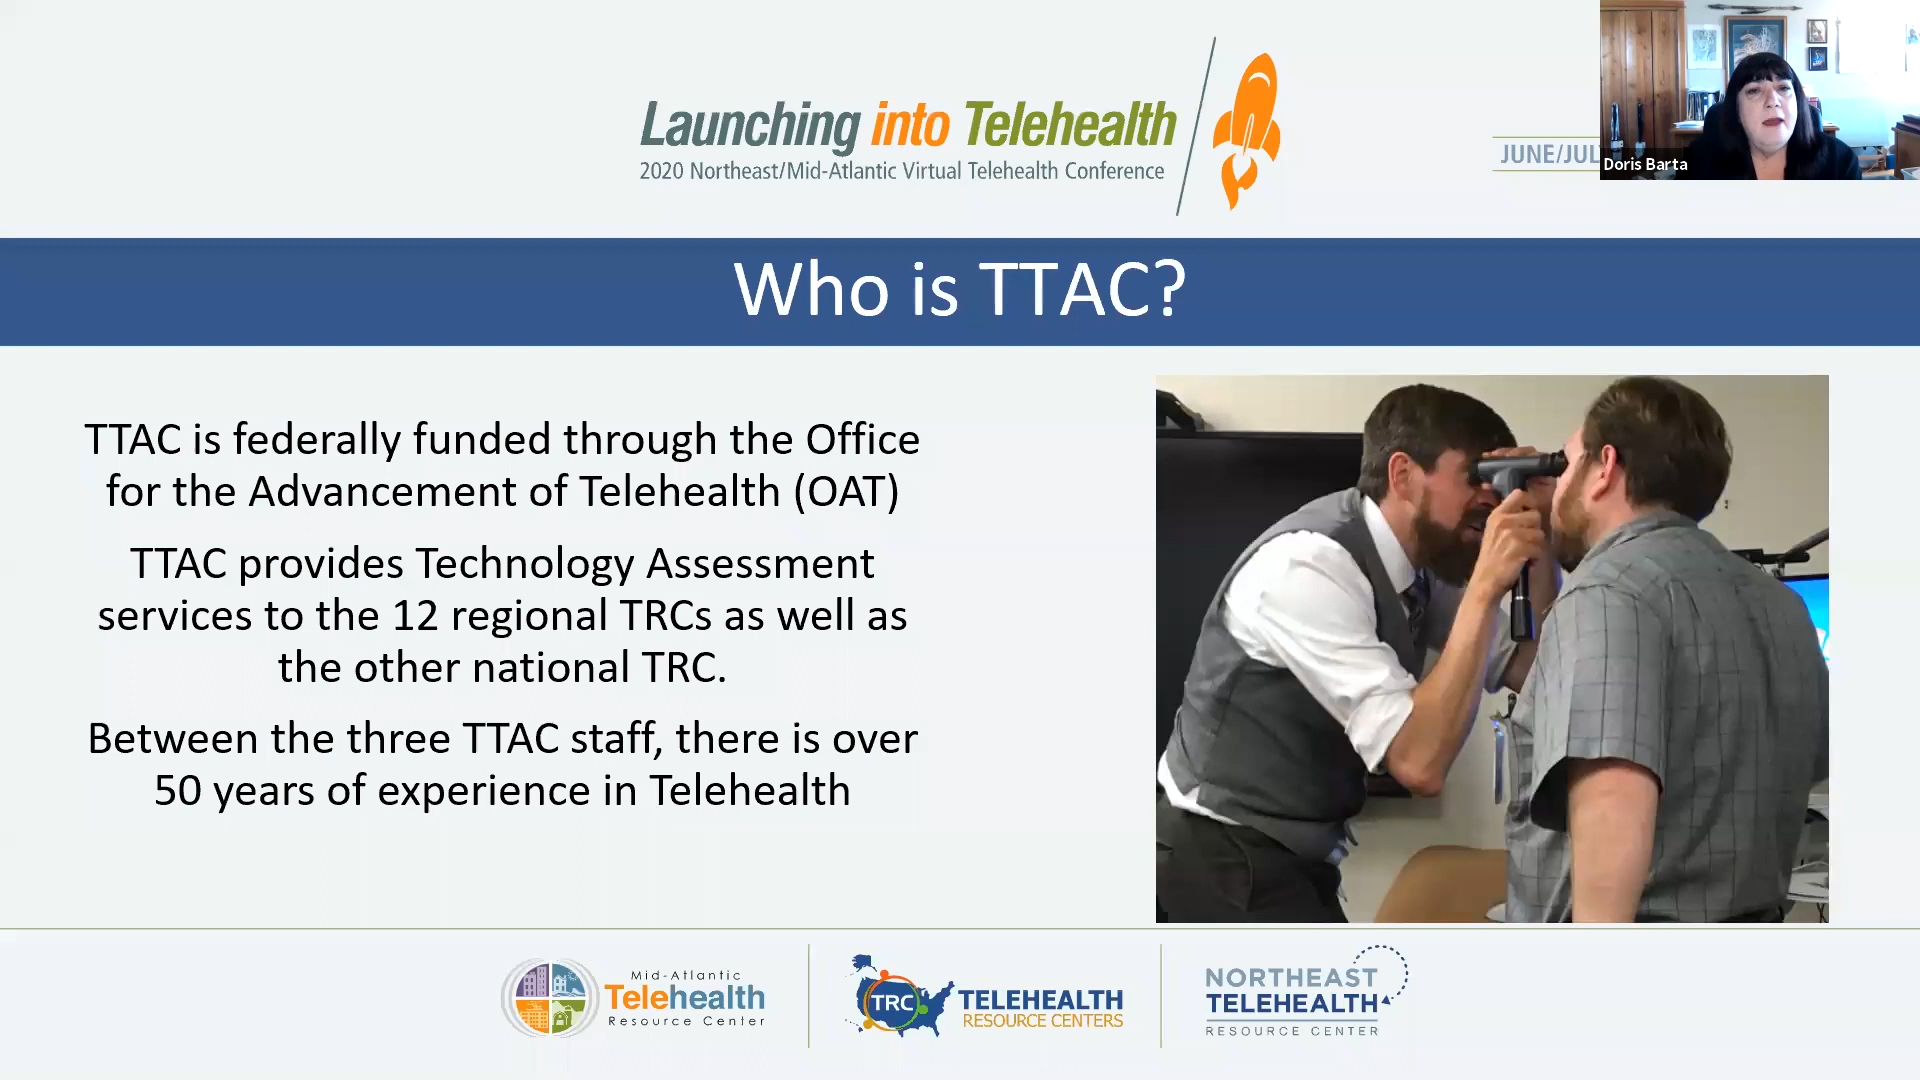 Launching into Telehealth
2020 Northeast/Mid-Atlantic Virtual Telehealth Conference
JUNE/JUL
Doris Barta
Who is TTAC?
TTAC is federally funded through the Office
for the Advancement of Telehealth (OAT)
TTAC provides Technology Assessment
services to the 12 regional TRCs as well as
the other national TRC.
Between the three TTAC staff, there is over
50 years of experience in Telehealth
Mid-Atlantic
Telehealth
Resource Center
TRC
TELEHEALTH
RESOURCE CENTERS
NORTHEAST
TELEHEALTH
RESOURCE CENTER